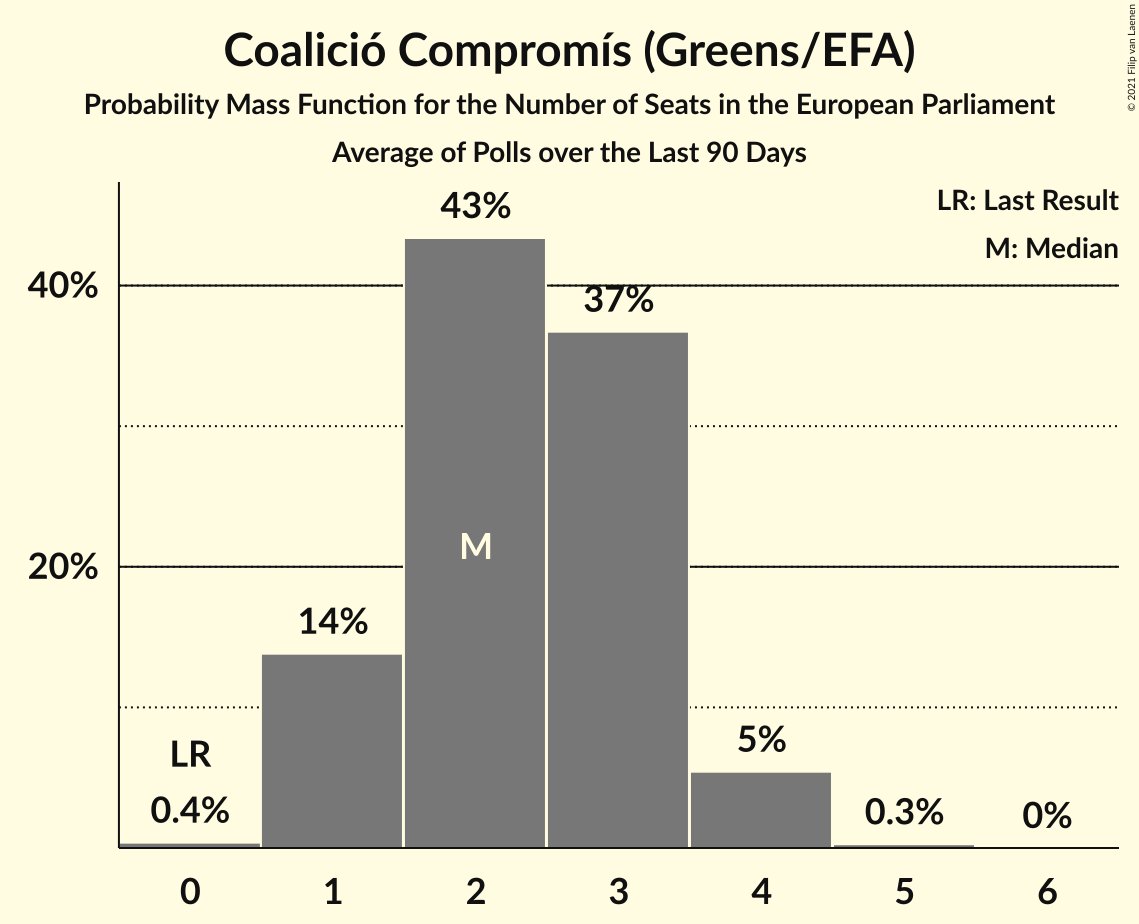 Coalició Compromís (Greens/EFA)
Probability Mass Function for the Number of Seats in the European Parliament
Average of Polls over the Last 90 Days
© 2021 Filip van Laenen
LR: Last Result
M: Median
43%
40%
37%
M
20%
14%
LR
5%
0.4%
0.3%
0%
0 1 2 3 4 5 6